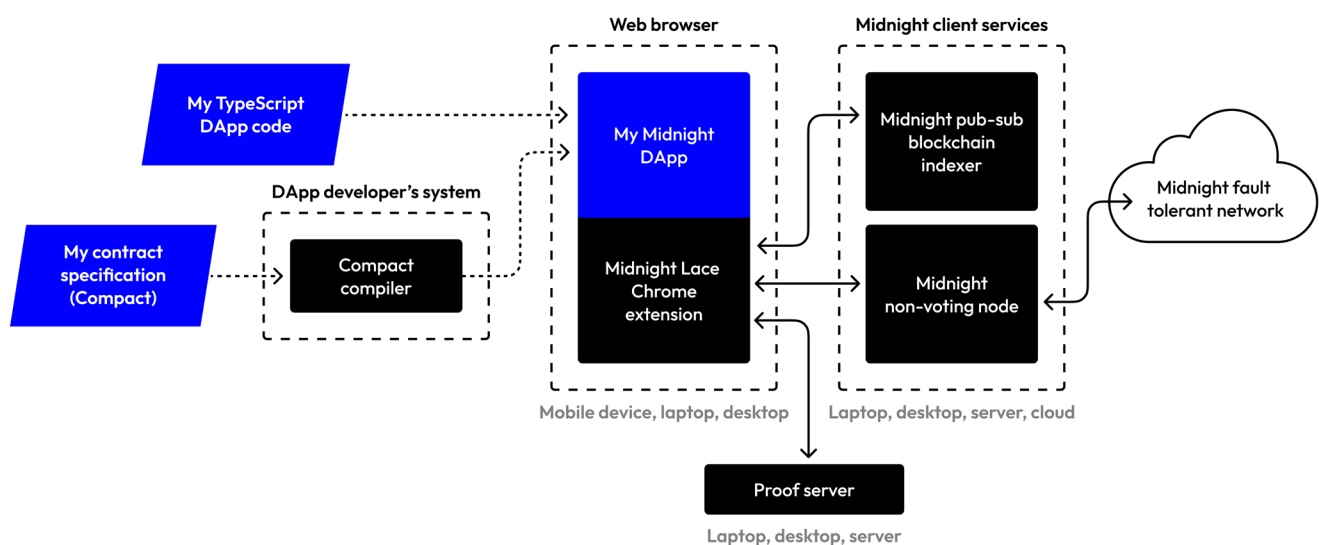 Web browser
Midnight client services
My TypeScript
DApp code
My Midnight
DApp
Midnight pub-sub
blockchain
indexer
Midnight fault
tolerant network
DApp developer's system
My contract
specification
(Compact)
Compact
compiler
Midnight Lace
Chrome
extension
Midnight
non-voting node
Mobile device, laptop, desktop
Laptop, desktop, server, cloud
Proof server
Laptop, desktop, server